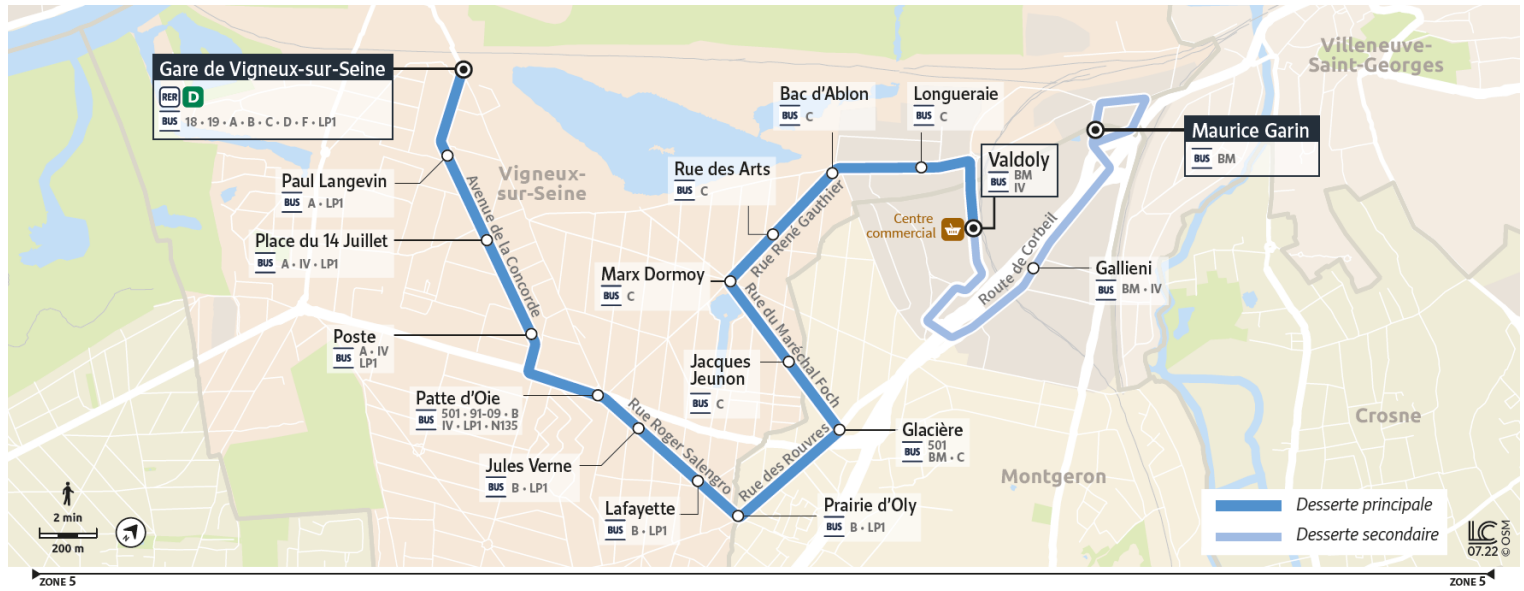 Gare de Vigneux-sur-Seine
RER D
BUS 18 • 19 • A • B • C • D • F • LP1
Paul Langevin
BUS A • LP1
Place du 14 Juillet
BUS A • IV • LP1
Poste
BUS A • IV
LP1
Patte d'Oie
BUS 501 • 91-09 • B
IV • LP1 • N135
Jules Verne
BUS B • LP1
Lafayette
BUS B • LP1
Prairie d'Oly
BUS B • LP1
Glacière
BUS 501
BM • C
Jacques
Jeunon
BUS C
Marx Dormoy
BUS C
Rue des Arts
BUS C
Bac d'Ablon
BUS C
Longueraie
BUS C
Valdoly
BUS BM
IV
Centre
commercial
Gallieni
BUS BM • IV
Maurice Garin
BUS BM
Avenue de la Concorde
Rue Roger Salengro
Rue des Rouvres
Rue du Maréchal Foch
Rue René Gauthier
Route de Corbeil
Vigneux-
sur-Seine
Villeneuve-
Saint-Georges
Crosne
Montgeron
Desserte principale
Desserte secondaire
2 min
200 m
N
LC
07.22
© OSM
ZONE 5
ZONE 5